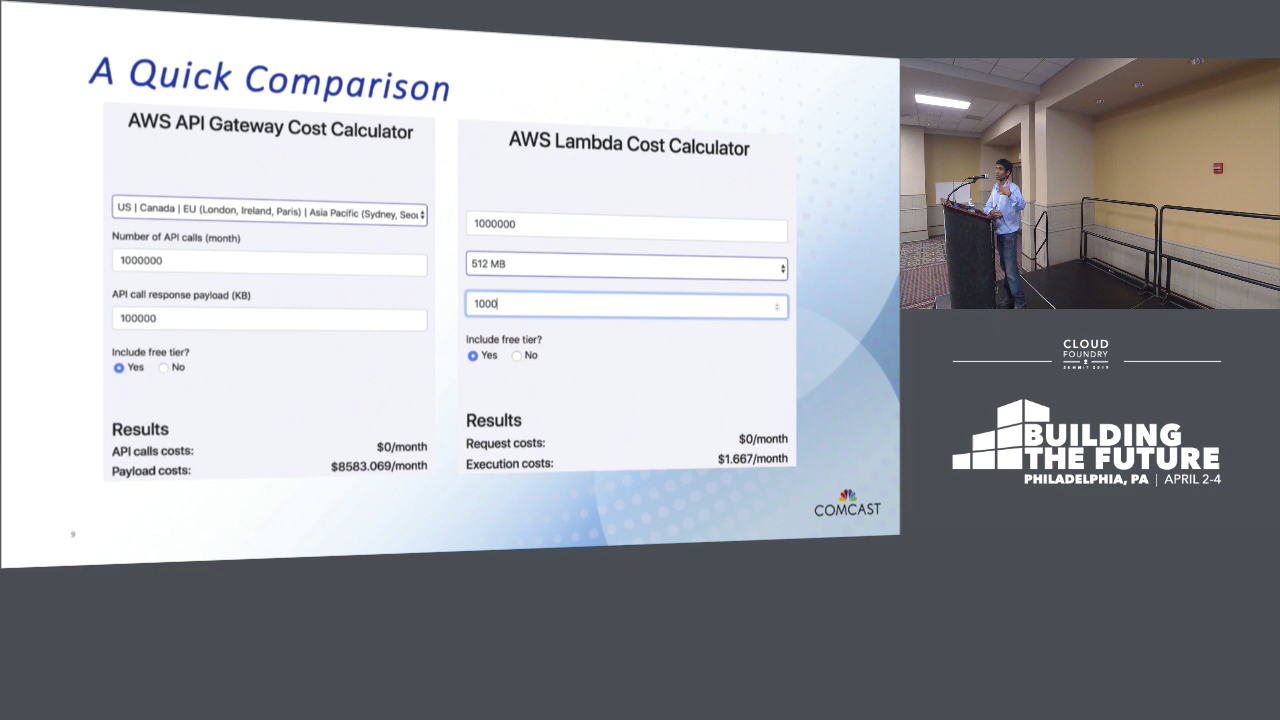 A Quick Comparison
AWS API Gateway Cost Calculator
US | Canada | EU (London, Ireland, Paris) | Asia Pacific (Sydney, Seou
Number of API calls (month)
1000000
API call response payload (KB)
100000
Include free tier?
Yes No
Results
API calls costs: $0/month
Payload costs: $8583.069/month
AWS Lambda Cost Calculator
1000000
512 MB
1000
Include free tier?
Yes No
Results
Request costs: $0/month
Execution costs: $1.667/month
COMCAST
9
CLOUD
FOUNDRY
SUMMIT 2019
BUILDING
THE FUTURE
PHILADELPHIA, PA | APRIL 2-4